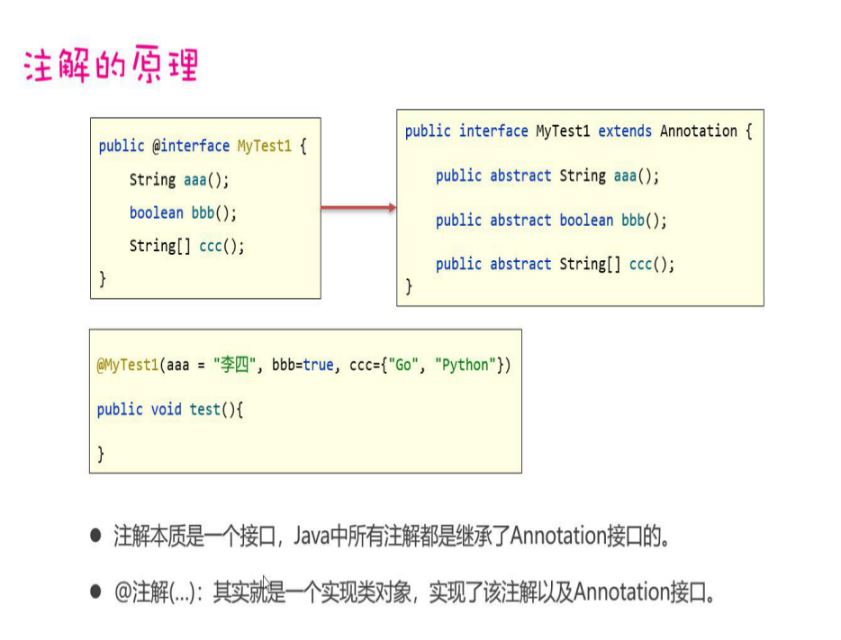 注解的原理
public @interface MyTest1 {
String aaa();
boolean bbb();
String[] ccc();
}
public interface MyTest1 extends Annotation {
public abstract String aaa();
public abstract boolean bbb();
public abstract String[] ccc();
}
@MyTest1(aaa = "李四", bbb=true, ccc={"Go", "Python"})
public void test(){
}
● 注解本质是一个接口，Java中所有注解都是继承了Annotation接口的。
● @注解(...)：其实就是一个实现类对象，实现了该注解以及Annotation接口。